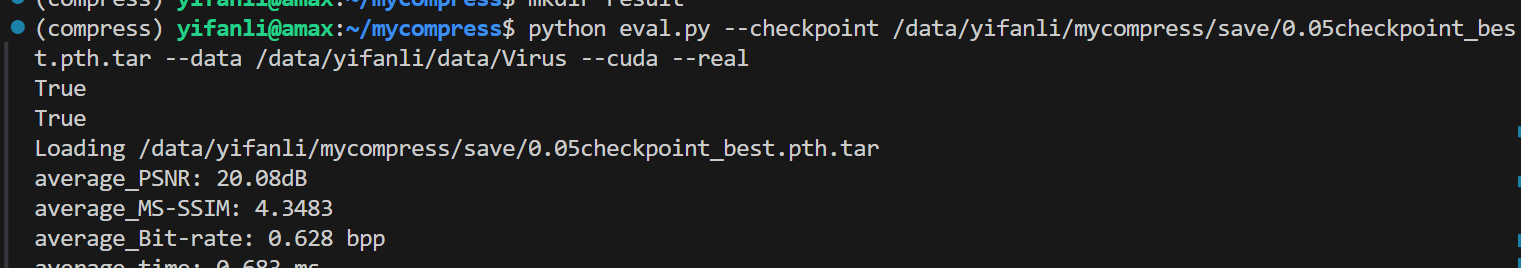 (compress) yifanli@amax:~/mycompress$ mkdir result
(compress) yifanli@amax:~/mycompress$ python eval.py --checkpoint /data/yifanli/mycompress/save/0.05checkpoint_bes
t.pth.tar --data /data/yifanli/data/Virus --cuda --real
True
True
Loading /data/yifanli/mycompress/save/0.05checkpoint_best.pth.tar
average_PSNR: 20.08dB
average_MS-SSIM: 4.3483
average_Bit-rate: 0.628 bpp
average_time: 0.683 ms